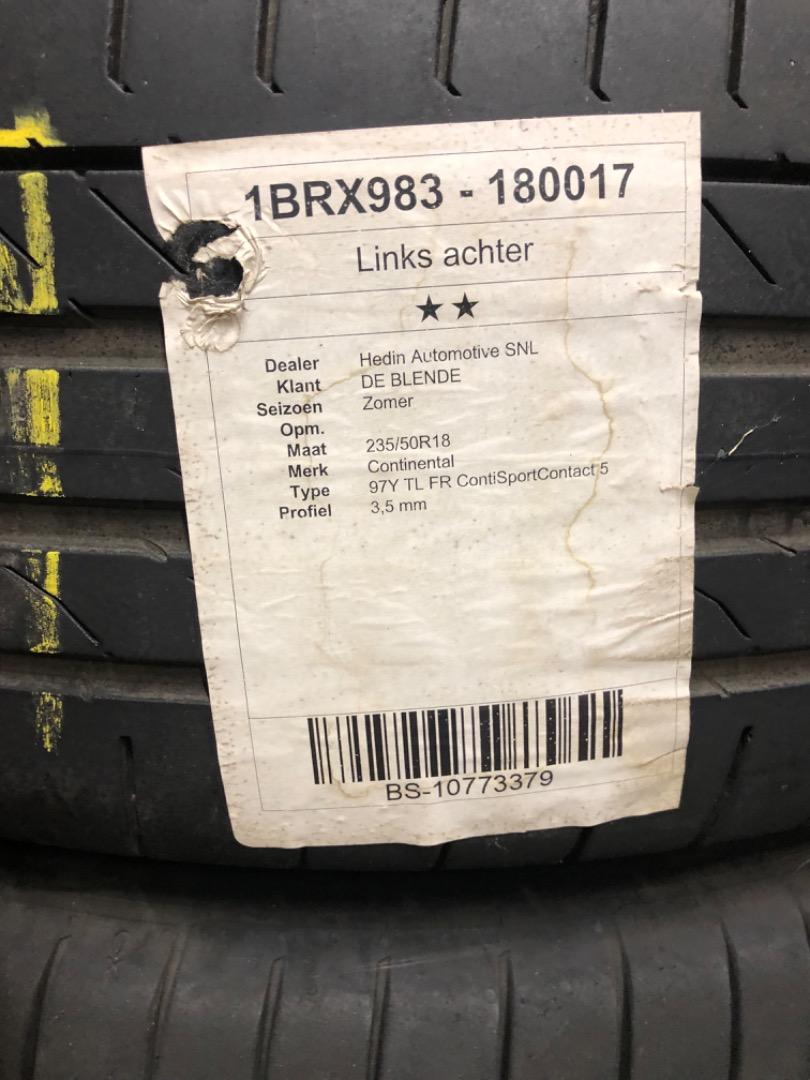 1BRX983 - 180017
Links achter
★★
Dealer Hedin Automotive SNL
Klant DE BLENDE
Seizoen Zomer
Opm.
Maat 235/50R18
Merk Continental
Type 97Y TL FR ContiSportContact 5
Profiel 3,5 mm
BS-10773379